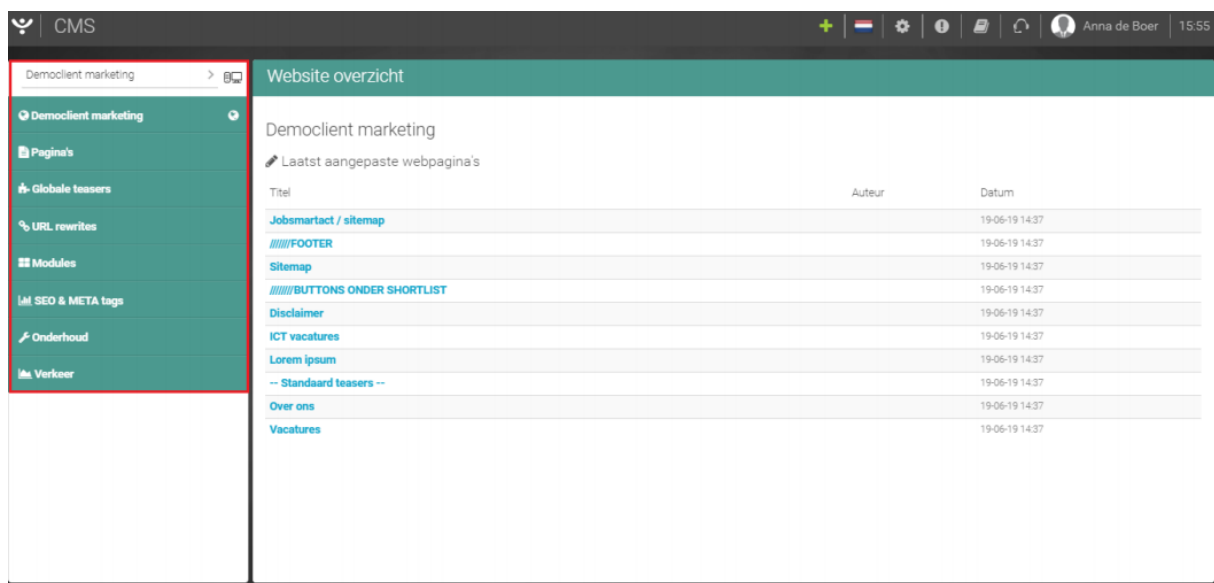 CMS
Anna de Boer
15:55
Democlient marketing
Website overzicht
Democlient marketing
Pagina's
Globale teasers
URL rewrites
Modules
SEO & META tags
Onderhoud
Verkeer
Democlient marketing
Laatst aangepaste webpagina's
Titel Auteur Datum
Jobsmartact / sitemap 19-06-19 14:37
///////FOOTER 19-06-19 14:37
Sitemap 19-06-19 14:37
////////BUTTONS ONDER SHORTLIST 19-06-19 14:37
Disclaimer 19-06-19 14:37
ICT vacatures 19-06-19 14:37
Lorem ipsum 19-06-19 14:37
-- Standaard teasers -- 19-06-19 14:37
Over ons 19-06-19 14:37
Vacatures 19-06-19 14:37